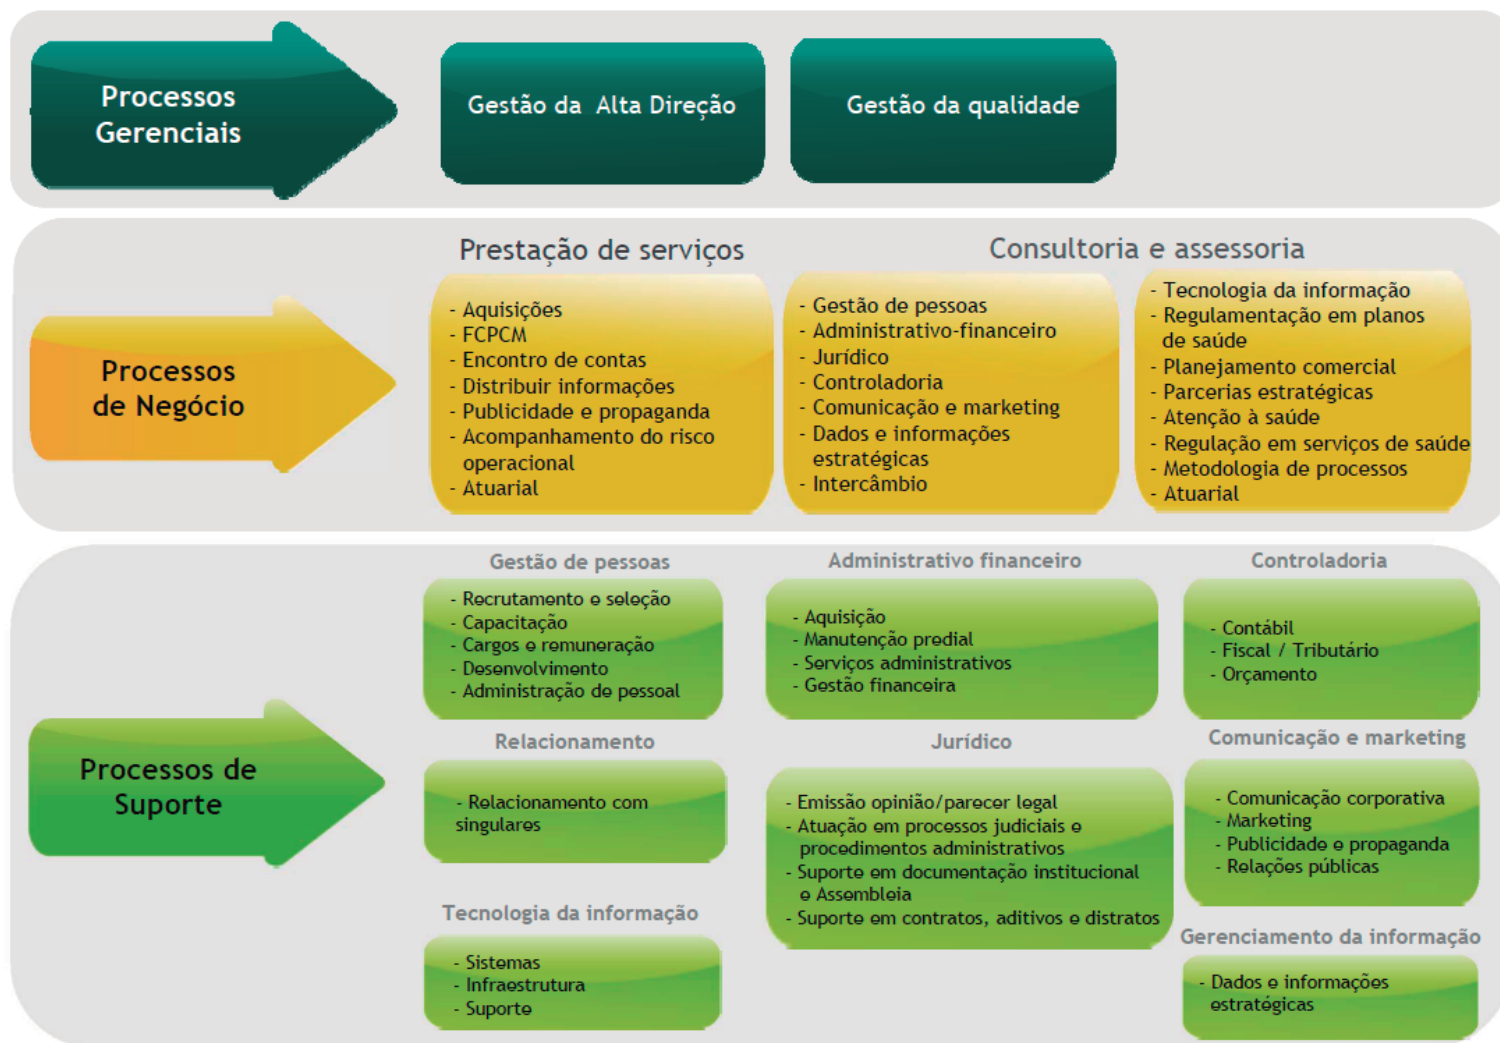 Processos
Gerenciais
Gestão da Alta Direção
Gestão da qualidade
Processos
de Negócio
Prestação de serviços
- Aquisições
- FCPCM
- Encontro de contas
- Distribuir informações
- Publicidade e propaganda
- Acompanhamento do risco
operacional
- Atuarial
Consultoria e assessoria
- Gestão de pessoas
- Administrativo-financeiro
- Jurídico
- Controladoria
- Comunicação e marketing
- Dados e informações
estratégicas
- Intercâmbio
- Tecnologia da informação
- Regulamentação em planos
de saúde
- Planejamento comercial
- Parcerias estratégicas
- Atenção à saúde
- Regulação em serviços de saúde
- Metodologia de processos
- Atuarial
Processos de
Suporte
Gestão de pessoas
- Recrutamento e seleção
- Capacitação
- Cargos e remuneração
- Desenvolvimento
- Administração de pessoal
Administrativo financeiro
- Aquisição
- Manutenção predial
- Serviços administrativos
- Gestão financeira
Controladoria
- Contábil
- Fiscal / Tributário
- Orçamento
Relacionamento
- Relacionamento com
singulares
Jurídico
- Emissão opinião/parecer legal
- Atuação em processos judiciais e
procedimentos administrativos
- Suporte em documentação institucional
e Assembleia
- Suporte em contratos, aditivos e distratos
Comunicação e marketing
- Comunicação corporativa
- Marketing
- Publicidade e propaganda
- Relações públicas
Tecnologia da informação
- Sistemas
- Infraestrutura
- Suporte
Gerenciamento da informação
- Dados e informações
estratégicas